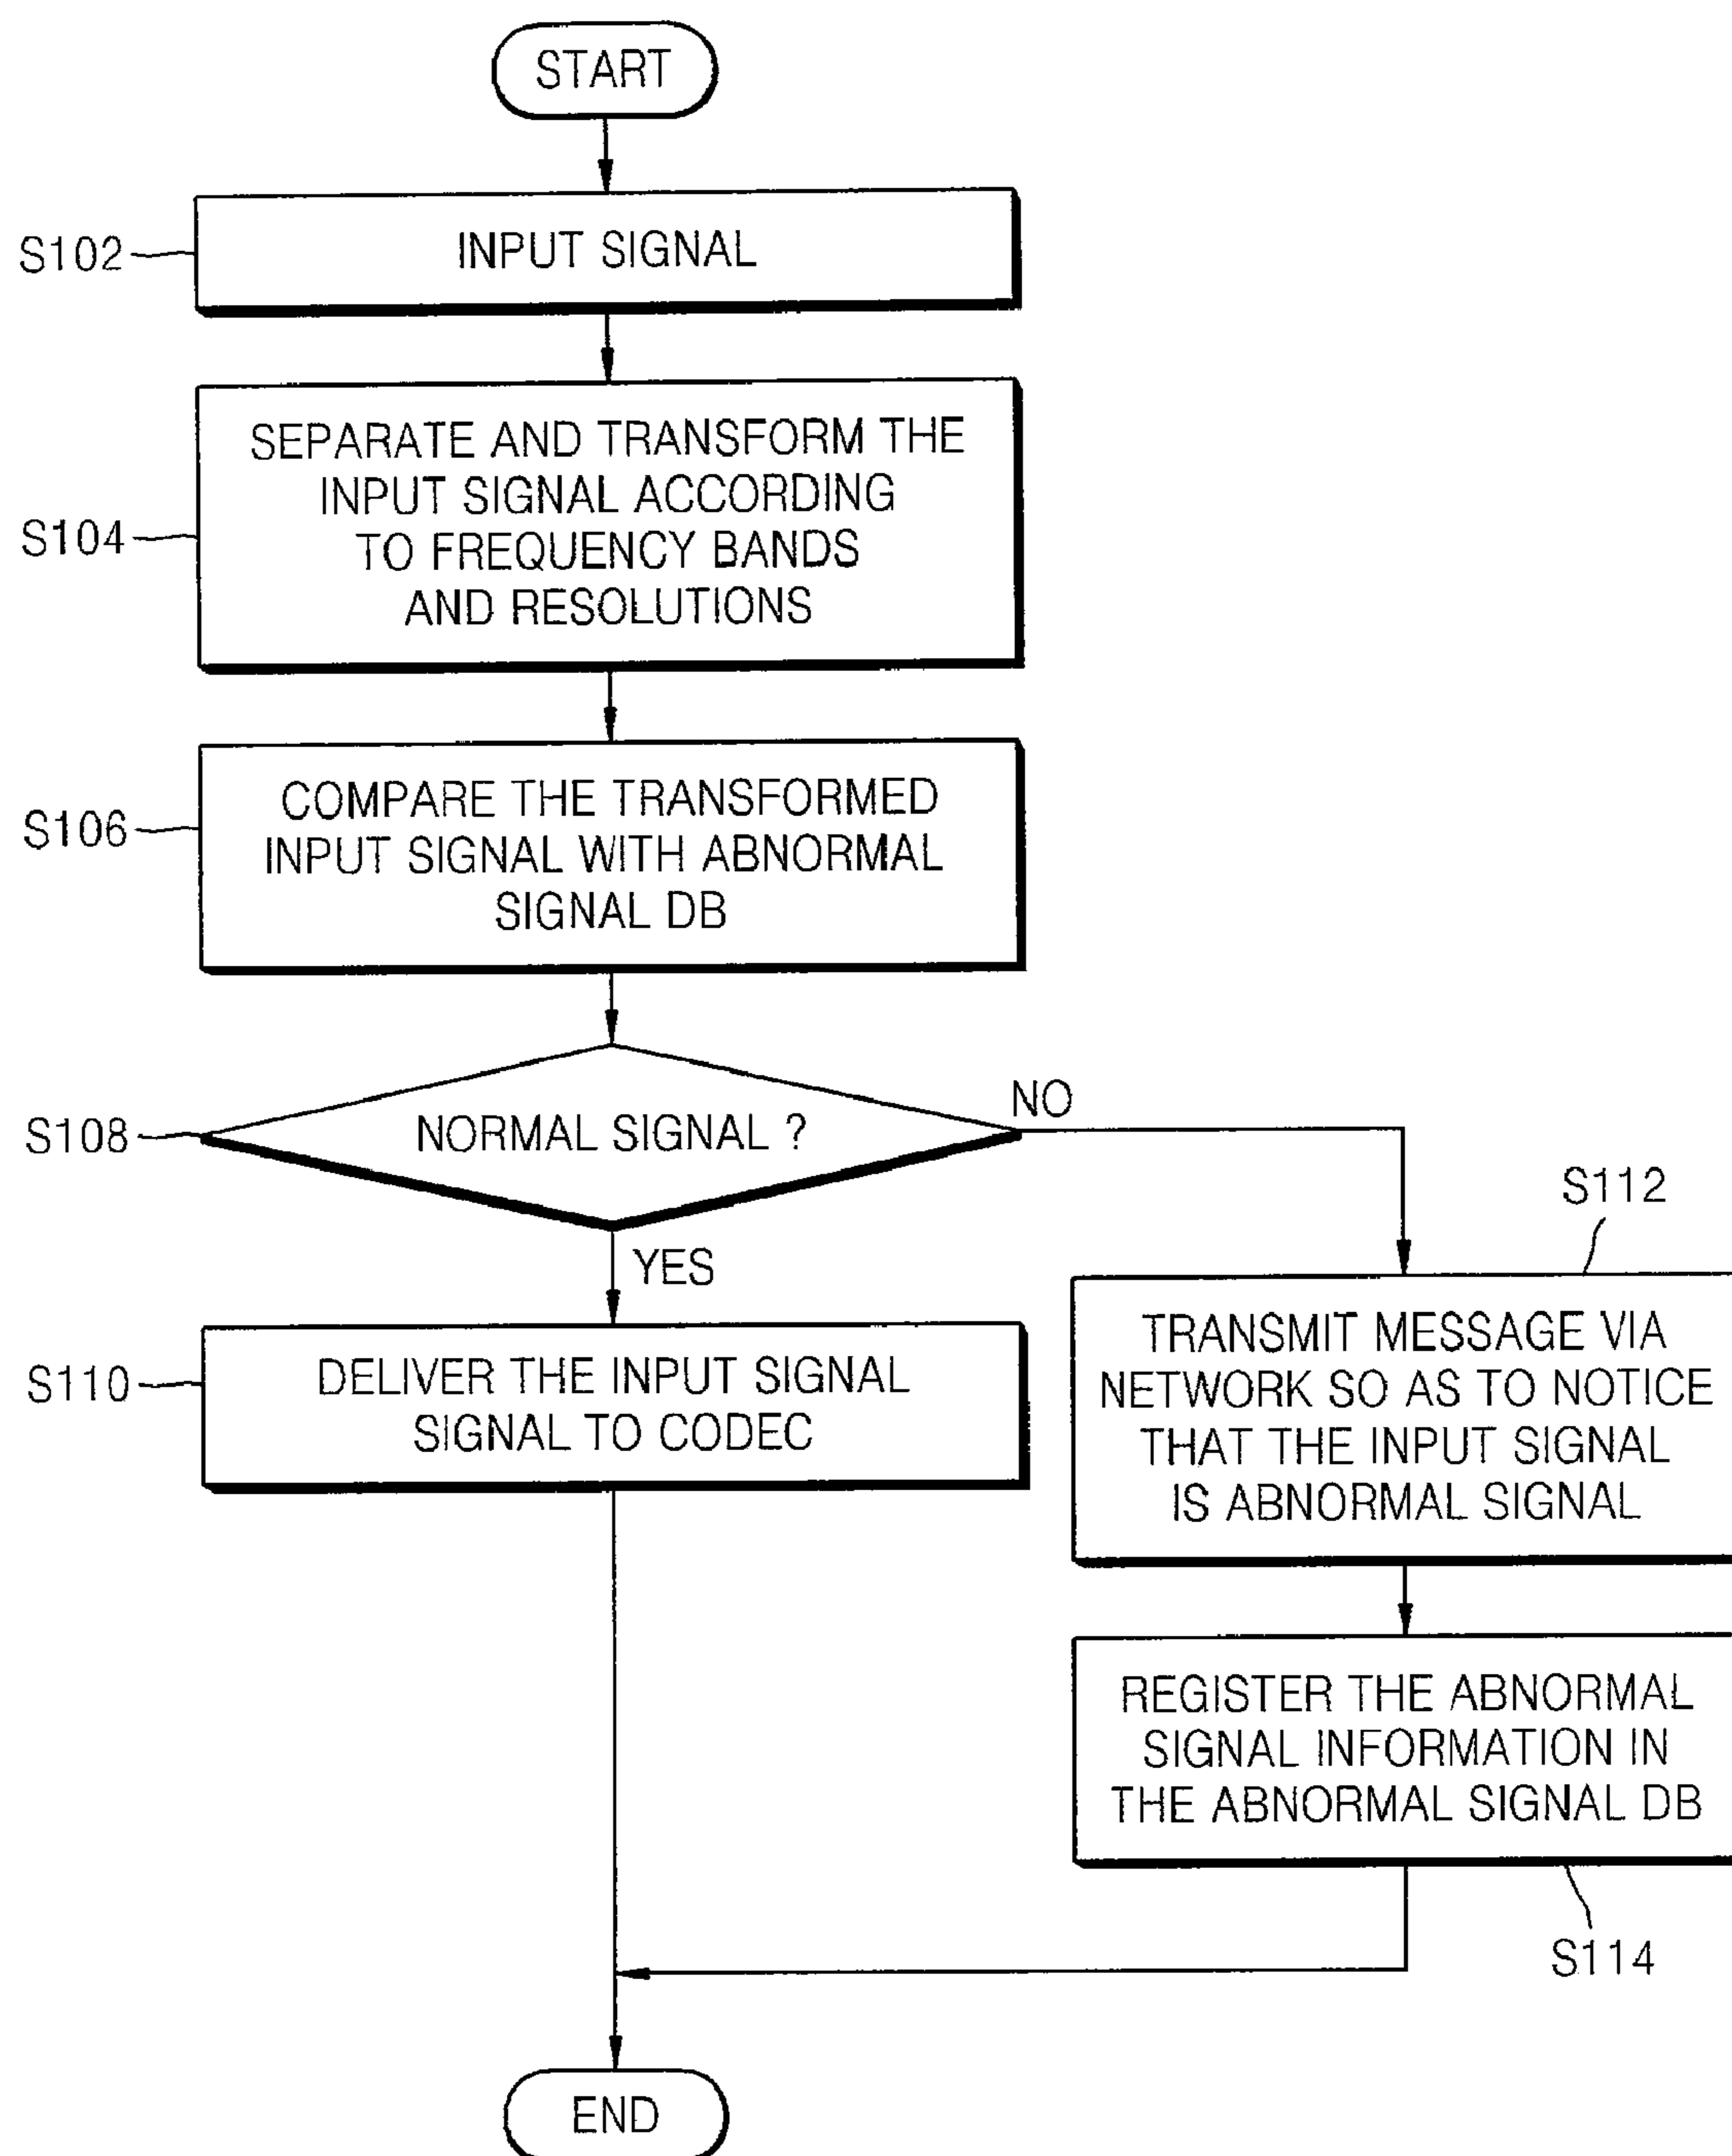 START
S102
INPUT SIGNAL
S104
SEPARATE AND TRANSFORM THE
INPUT SIGNAL ACCORDING
TO FREQUENCY BANDS
AND RESOLUTIONS
S106
COMPARE THE TRANSFORMED
INPUT SIGNAL WITH ABNORMAL
SIGNAL DB
S108
NORMAL SIGNAL ?
NO
YES
S110
DELIVER THE INPUT SIGNAL
SIGNAL TO CODEC
S112
TRANSMIT MESSAGE VIA
NETWORK SO AS TO NOTICE
THAT THE INPUT SIGNAL
IS ABNORMAL SIGNAL
REGISTER THE ABNORMAL
SIGNAL INFORMATION IN
THE ABNORMAL SIGNAL DB
S114
END